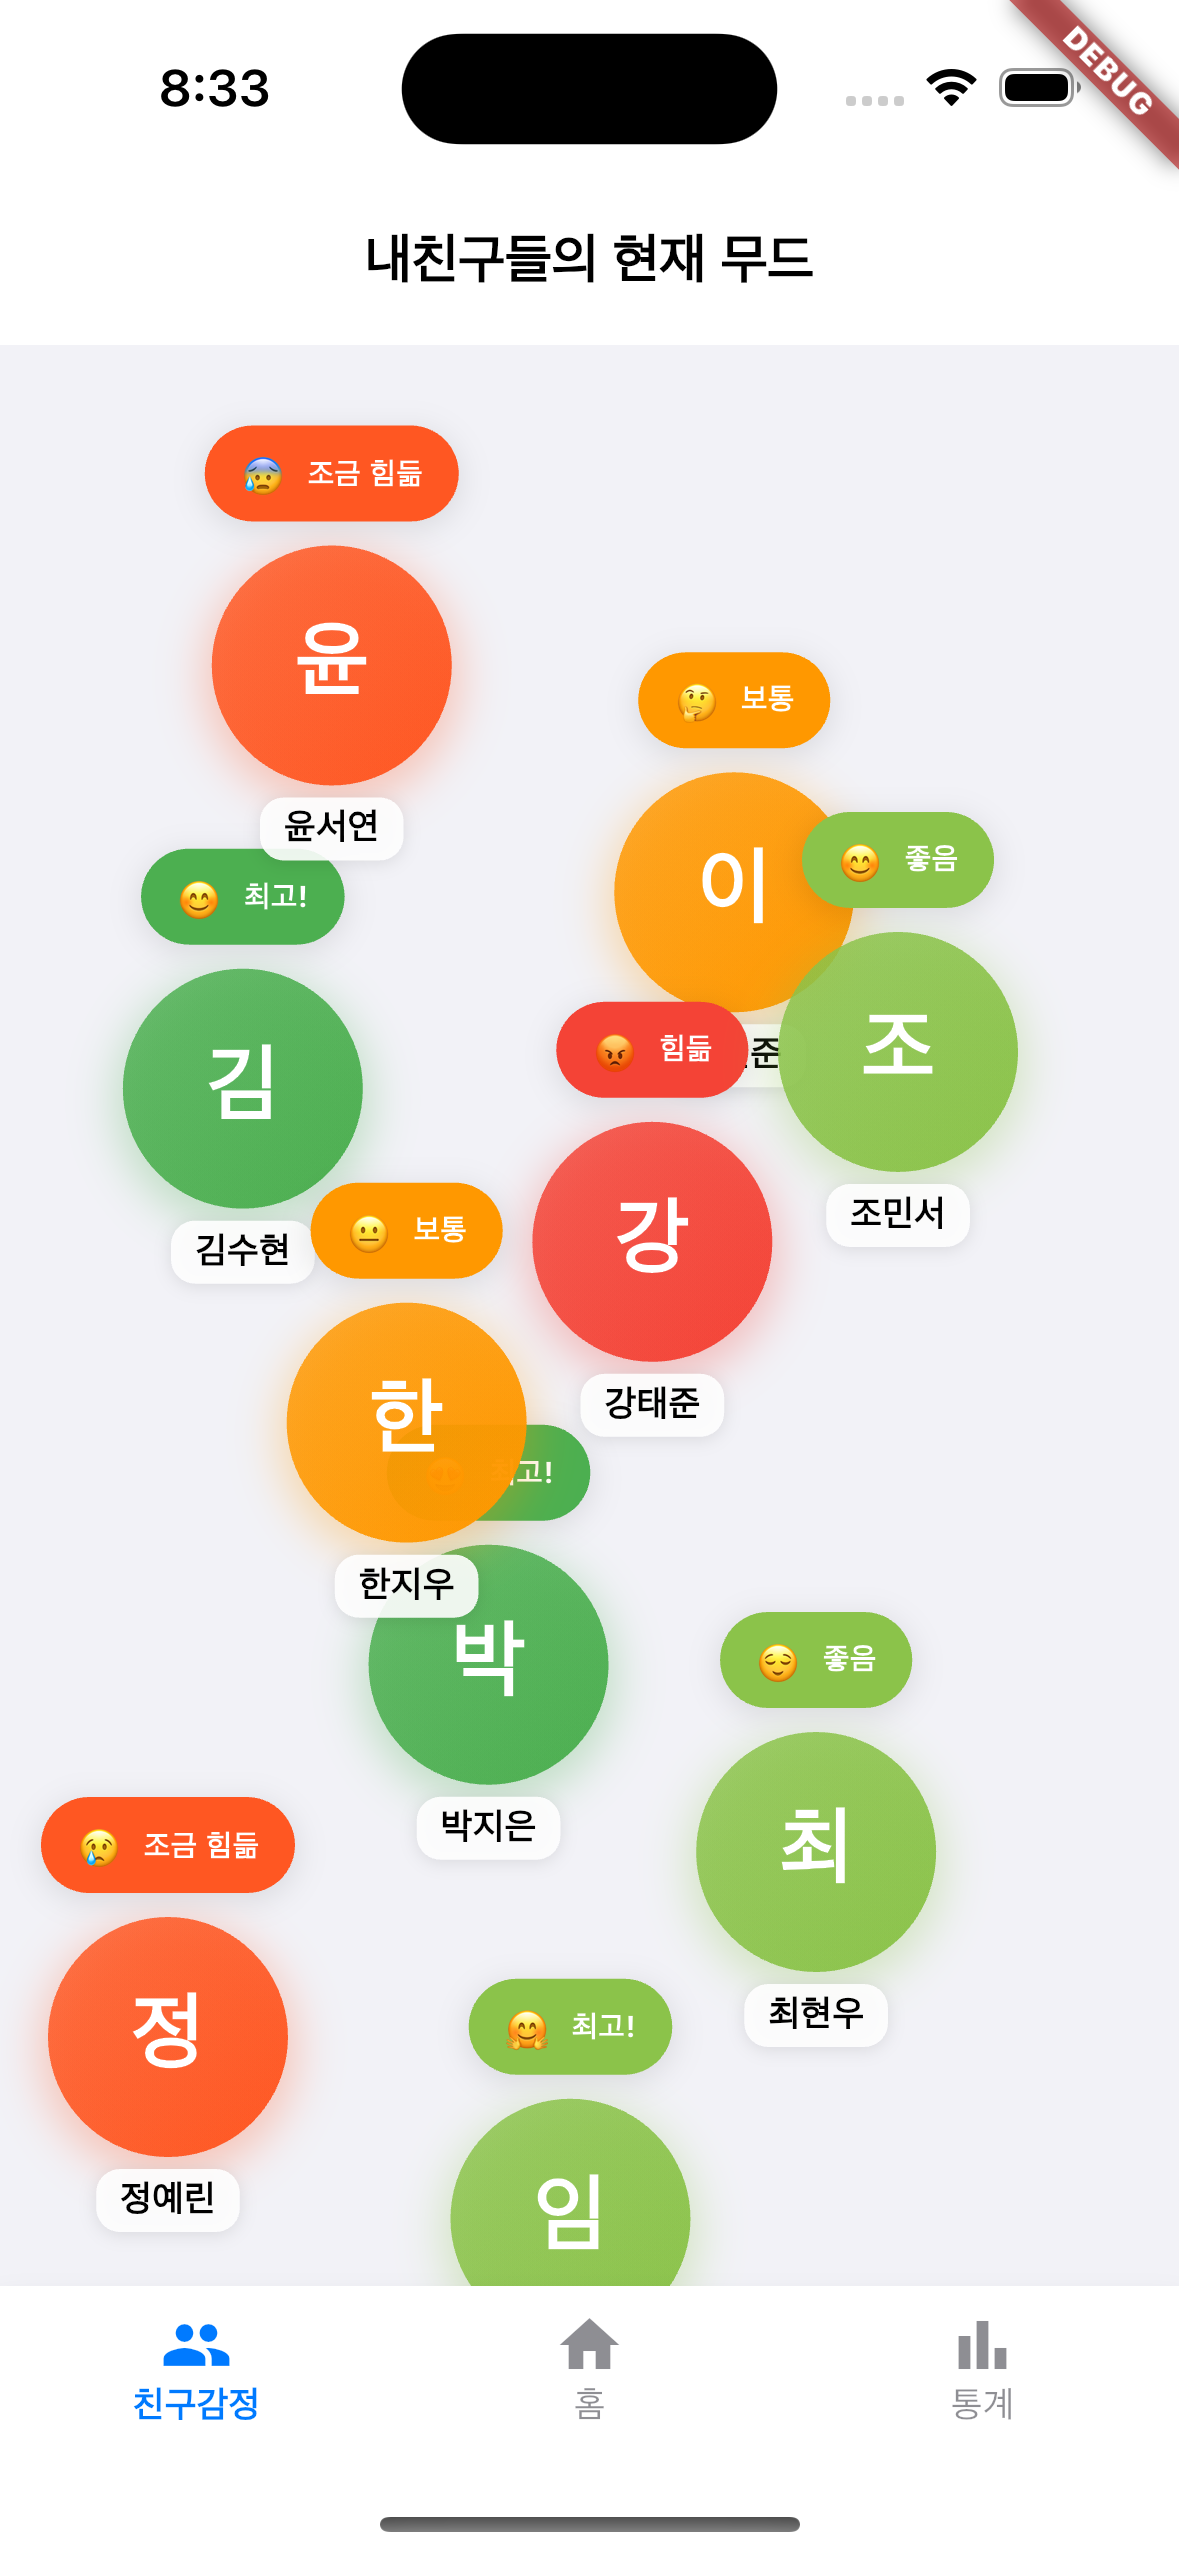 8:33
DEBUG
내친구들의 현재 무드
조금 힘듦
윤
윤서연
보통
이
좋음
최고!
김
김수현
힘듦
준
조
조민서
보통
강
강태준
한
한지우
최고!
박
박지은
좋음
최
최현우
조금 힘듦
정
정예린
최고!
임
친구감정
홈
통계